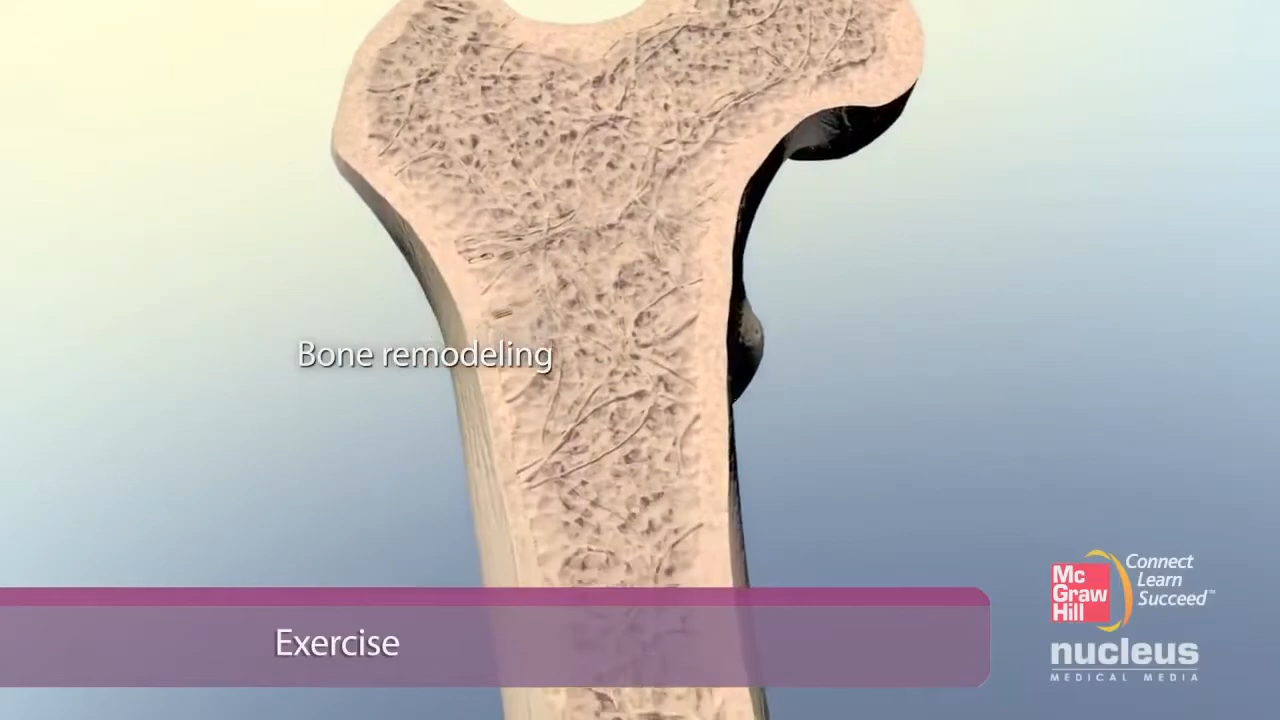 Bone remodeling
Exercise
Mc
Graw
Hill
Connect
Learn
Succeed™
nucleus
MEDICAL MEDIA